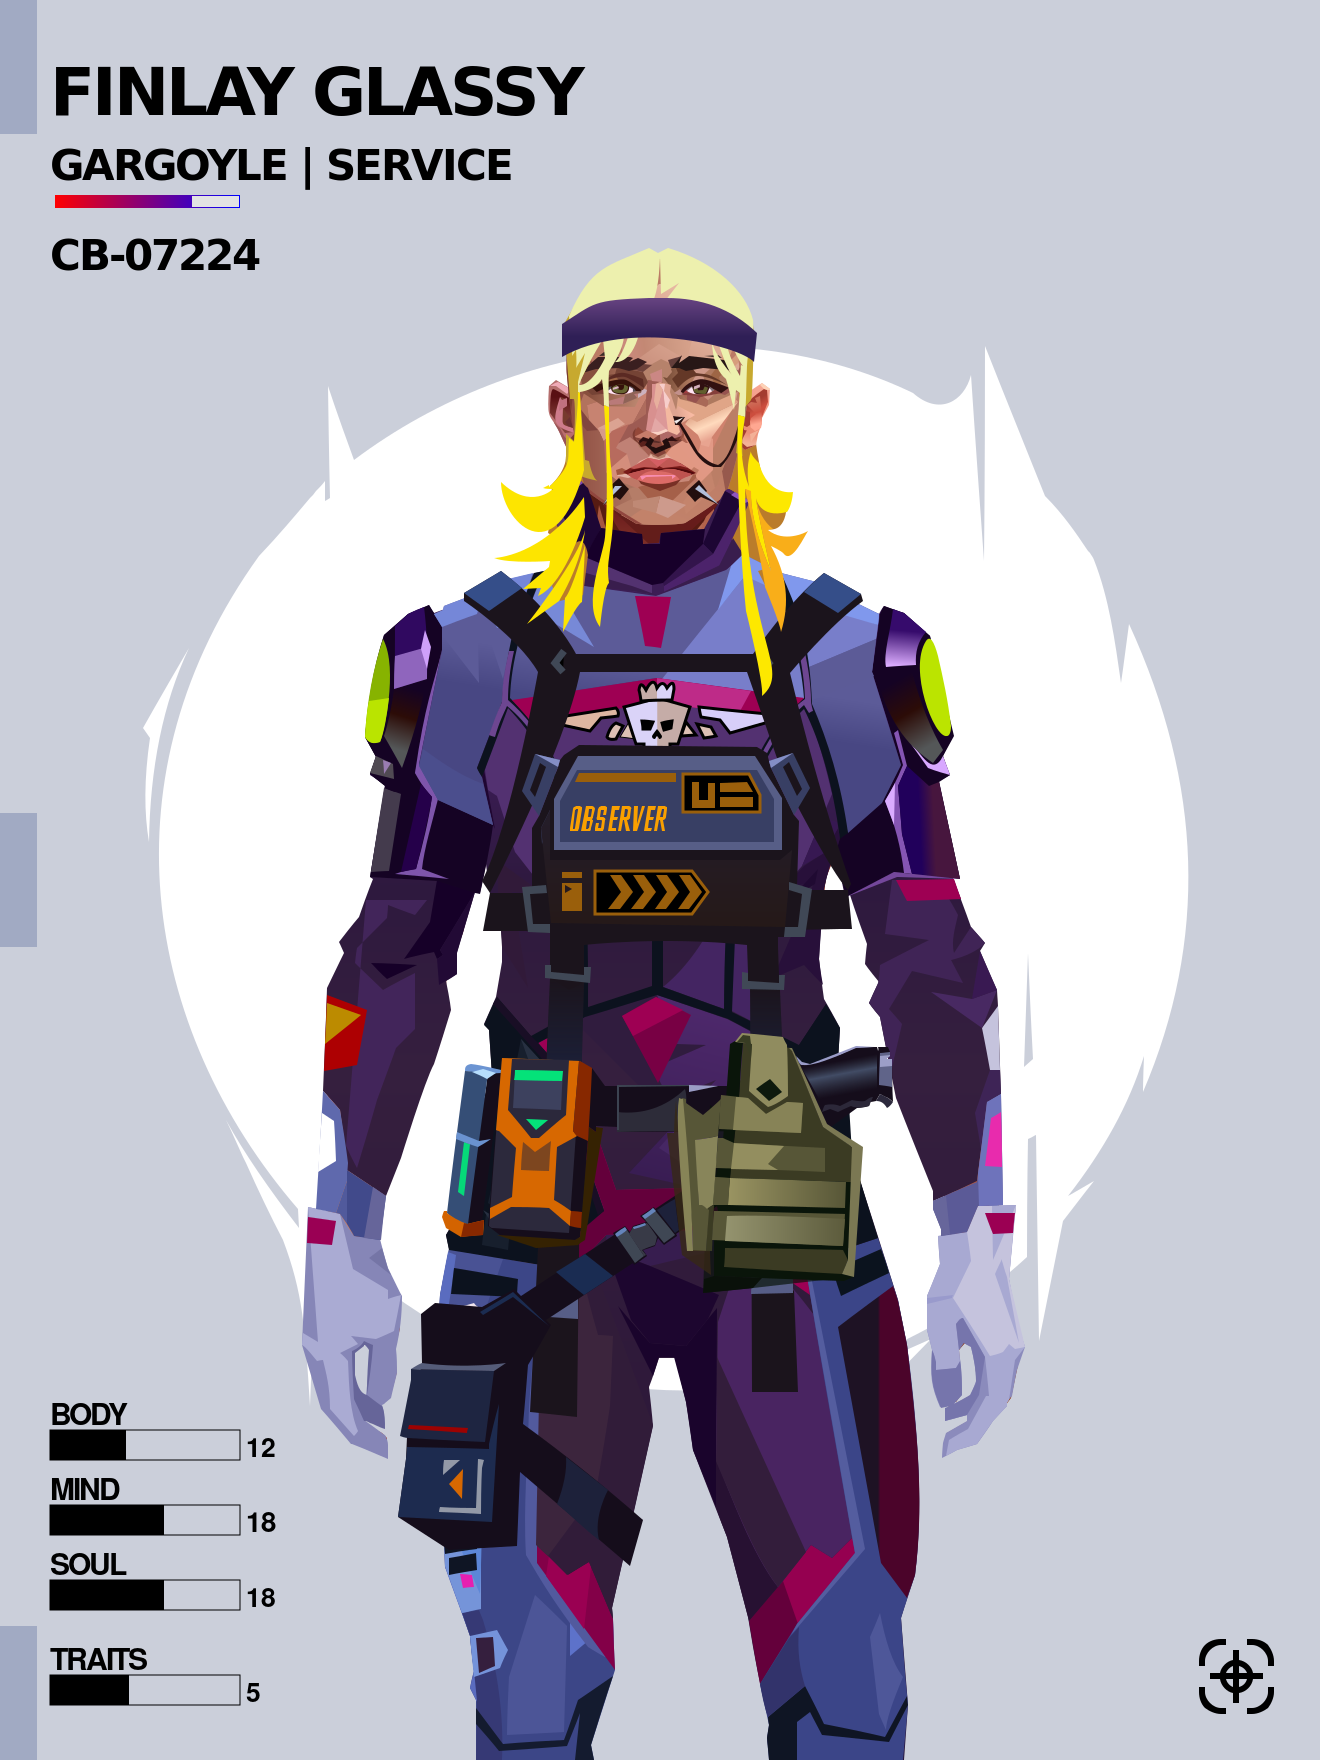 FINLAY GLASSY
GARGOYLE | SERVICE
CB-07224
OBSERVER
BODY
12
MIND
18
SOUL
18
TRAITS
5